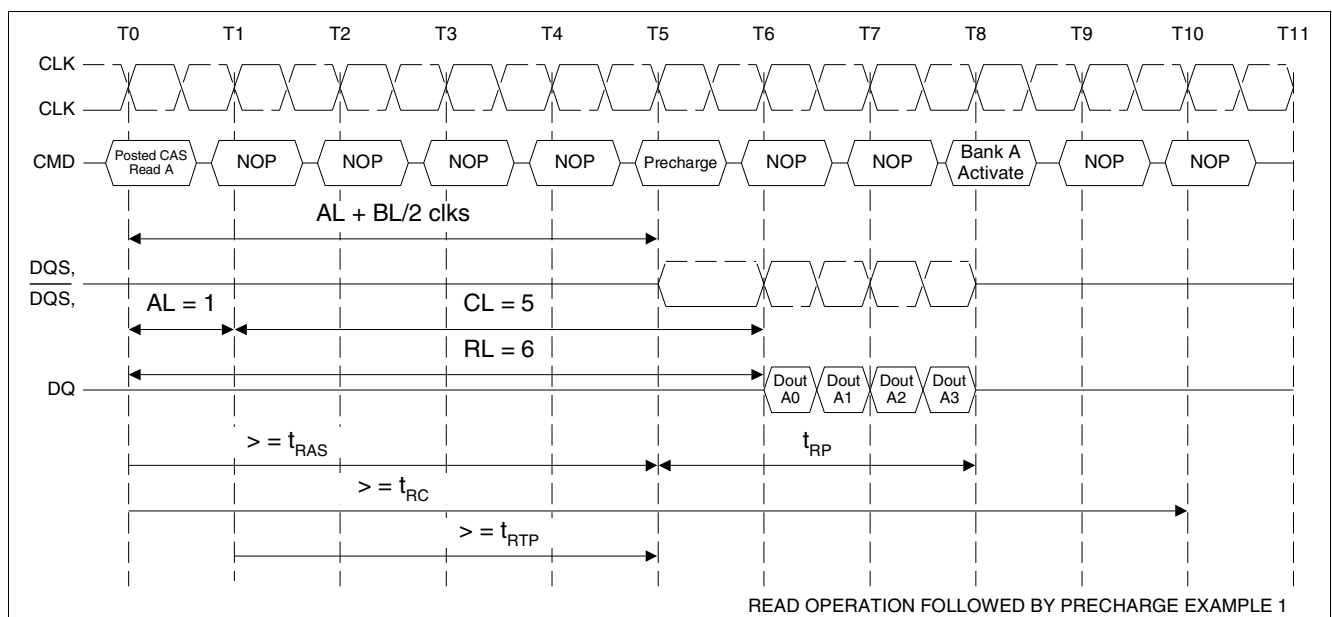 T0 T1 T2 T3 T4 T5 T6 T7 T8 T9 T10 T11
CLK
CLK
CMD Posted CAS Read A NOP NOP NOP NOP Precharge NOP NOP Bank A Activate NOP NOP
AL + BL/2 clks
DQS,
DQS,
AL = 1 CL = 5
RL = 6
DQ Dout A0 Dout A1 Dout A2 Dout A3
> = tRAS tRP
> = tRC
> = tRTP
READ OPERATION FOLLOWED BY PRECHARGE EXAMPLE 1